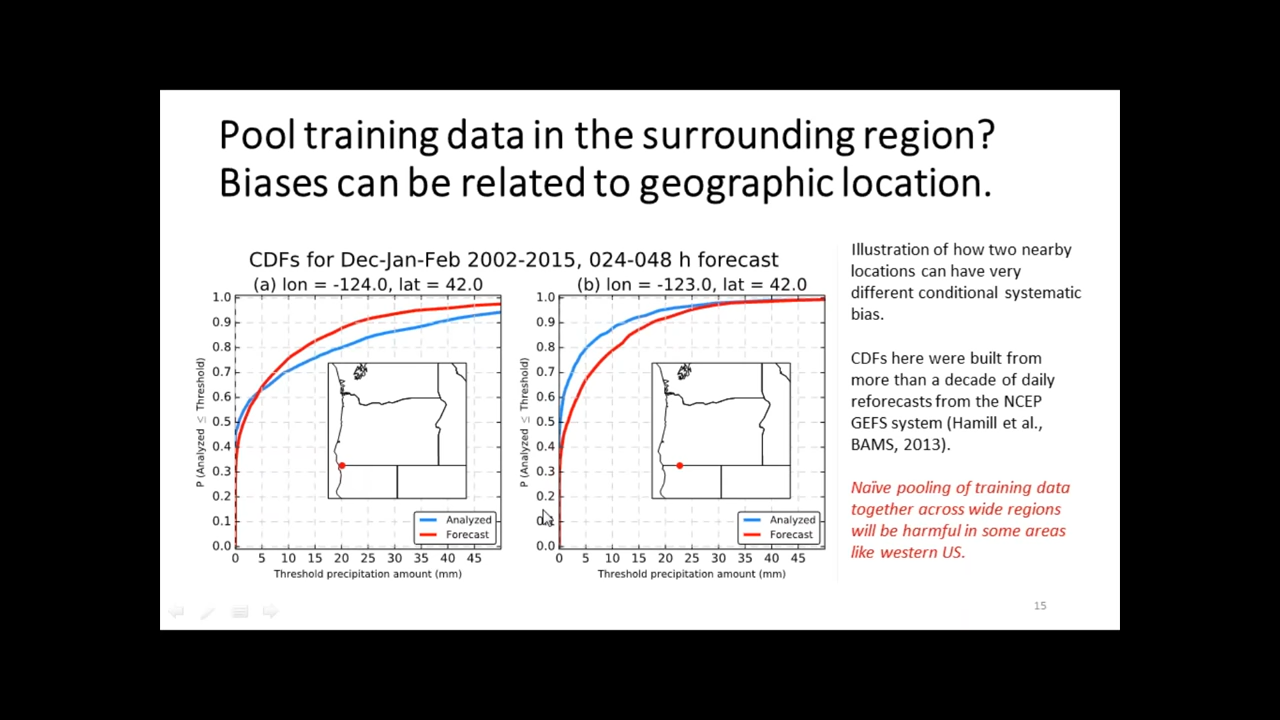 Pool training data in the surrounding region?
Biases can be related to geographic location.
CDFs for Dec-Jan-Feb 2002-2015, 024-048 h forecast
(a) lon = -124.0, lat = 42.0
1.0
0.9
0.8
0.7
0.6
0.5
0.4
0.3
0.2
0.1
0.0
P (Analyzed ≤ Threshold)
0 5 10 15 20 25 30 35 40 45
Threshold precipitation amount (mm)
Analyzed
Forecast
(b) lon = -123.0, lat = 42.0
1.0
0.9
0.8
0.7
0.6
0.5
0.4
0.3
0.2
0.1
0.0
P (Analyzed ≤ Threshold)
0 5 10 15 20 25 30 35 40 45
Threshold precipitation amount (mm)
Analyzed
Forecast
Illustration of how two nearby
locations can have very
different conditional systematic
bias.
CDFs here were built from
more than a decade of daily
reforecasts from the NCEP
GEFS system (Hamill et al.,
BAMS, 2013).
Naïve pooling of training data
together across wide regions
will be harmful in some areas
like western US.
15